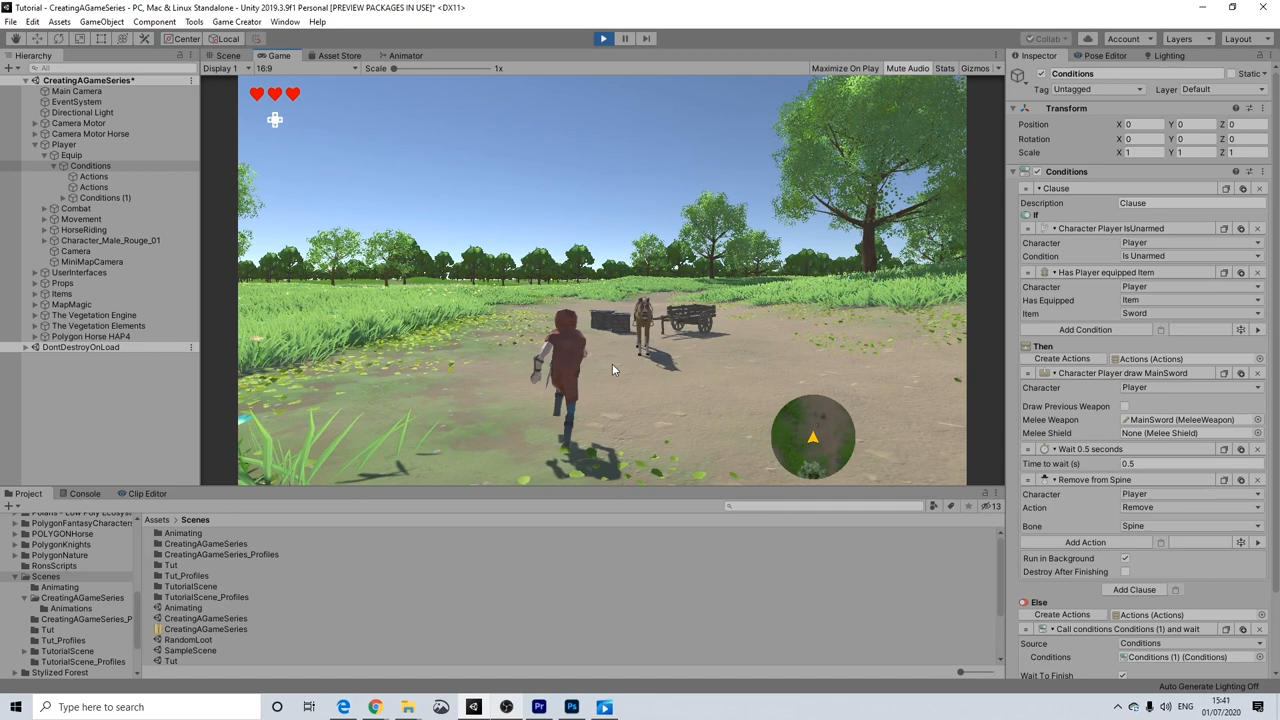 Tutorial - CreatingAGameSeries - PC, Mac & Linux Standalone - Unity 2019.3.9f1 Personal [PREVIEW PACKAGES IN USE]* <DX11>
File Edit Assets GameObject Component Tools Game Creator Window Help
Center Local Collab Account Layers Layout
Hierarchy Scene Game Asset Store Animator Inspector Pose Editor Lighting
All
Display 1 16:9 Scale 1x Maximize On Play Mute Audio Stats Gizmos
CreatingAGameSeries*
Main Camera
EventSystem
Directional Light
Camera Motor
Camera Motor Horse
Player
Equip
Conditions
Actions
Actions
Conditions (1)
Combat
Movement
HorseRiding
Character_Male_Rouge_01
Camera
MiniMapCamera
UserInterfaces
Props
Items
MapMagic
The Vegetation Engine
The Vegetation Elements
Polygon Horse HAP4
DontDestroyOnLoad
Conditions Static
Tag Untagged Layer Default
Transform
Position X 0 Y 0 Z 0
Rotation X 0 Y 0 Z 0
Scale X 1 Y 1 Z 1
Conditions
Clause
Description Clause
If
Character Player IsUnarmed
Character Player
Condition Is Unarmed
Has Player equipped Item
Character Player
Has Equipped Item
Item Sword
Add Condition
Then
Create Actions Actions (Actions)
Character Player draw MainSword
Character Player
Draw Previous Weapon
Melee Weapon MainSword (MeleeWeapon)
Melee Shield None (Melee Shield)
Wait 0.5 seconds
Time to wait (s) 0.5
Remove from Spine
Character Player
Action Remove
Bone Spine
Add Action
Run in Background
Destroy After Finishing
Add Clause
Else
Create Actions Actions (Actions)
Call conditions Conditions (1) and wait
Source Conditions
Conditions Conditions (1) (Conditions)
Wait To Finish
Auto Generate Lighting Off
Project Console Clip Editor
13
PolygonFantasyCharacters
POLYGONHorse
PolygonKnights
PolygonNature
RonsScripts
Scenes
Animating
CreatingAGameSeries
Animations
CreatingAGameSeries_P
Tut
Tut_Profiles
TutorialScene
TutorialScene_Profiles
Stylized Forest
Assets Scenes
Animating
CreatingAGameSeries
CreatingAGameSeries_Profiles
Tut
Tut_Profiles
TutorialScene
TutorialScene_Profiles
Animating
CreatingAGameSeries
CreatingAGameSeries
RandomLoot
SampleScene
Tut
Type here to search
ENG
15:41
01/07/2020